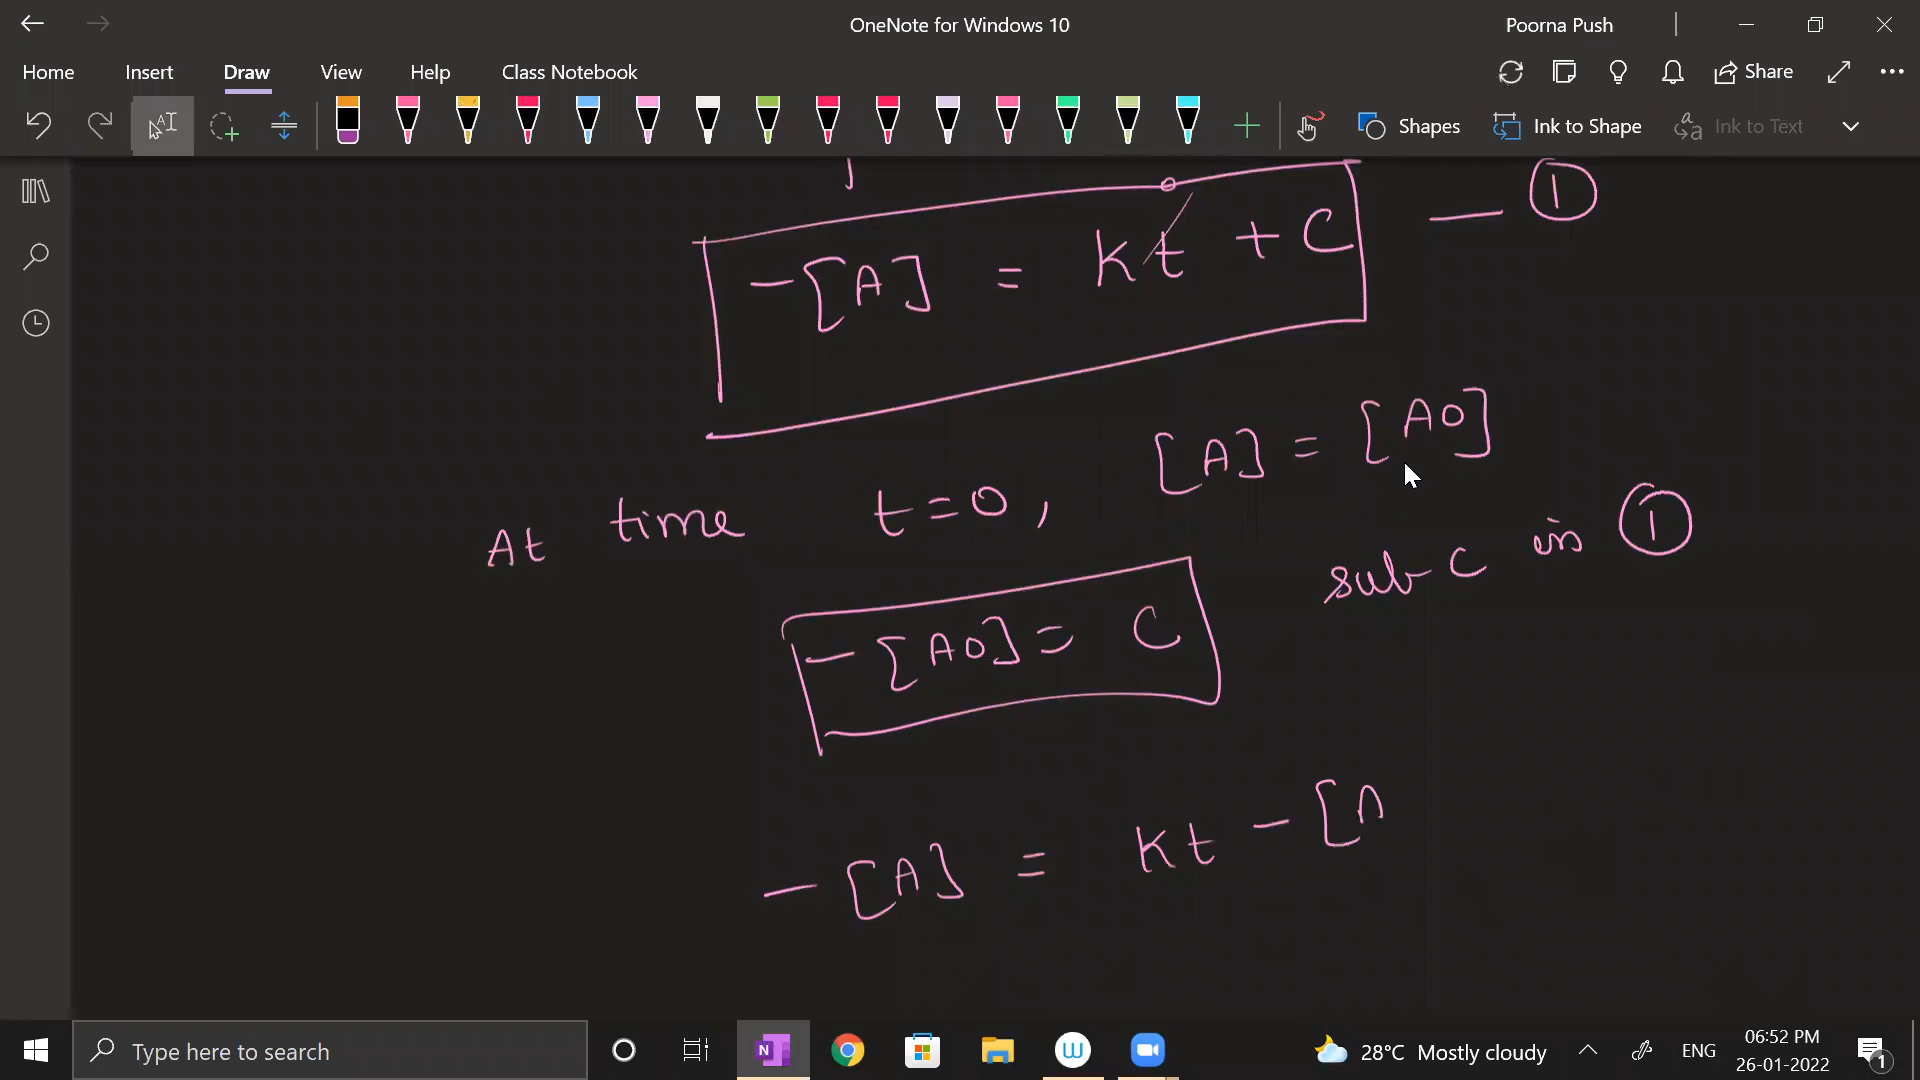 OneNote for Windows 10
Poorna Push
Home Insert Draw View Help Class Notebook
Share
Shapes Ink to Shape Ink to Text
-[A] = Kt + C — ①
At time t=0, [A] = [A0]
sub C in ①
-[A0] = C
-[A] = Kt - [A
Type here to search
28°C Mostly cloudy
ENG
06:52 PM
26-01-2022
1